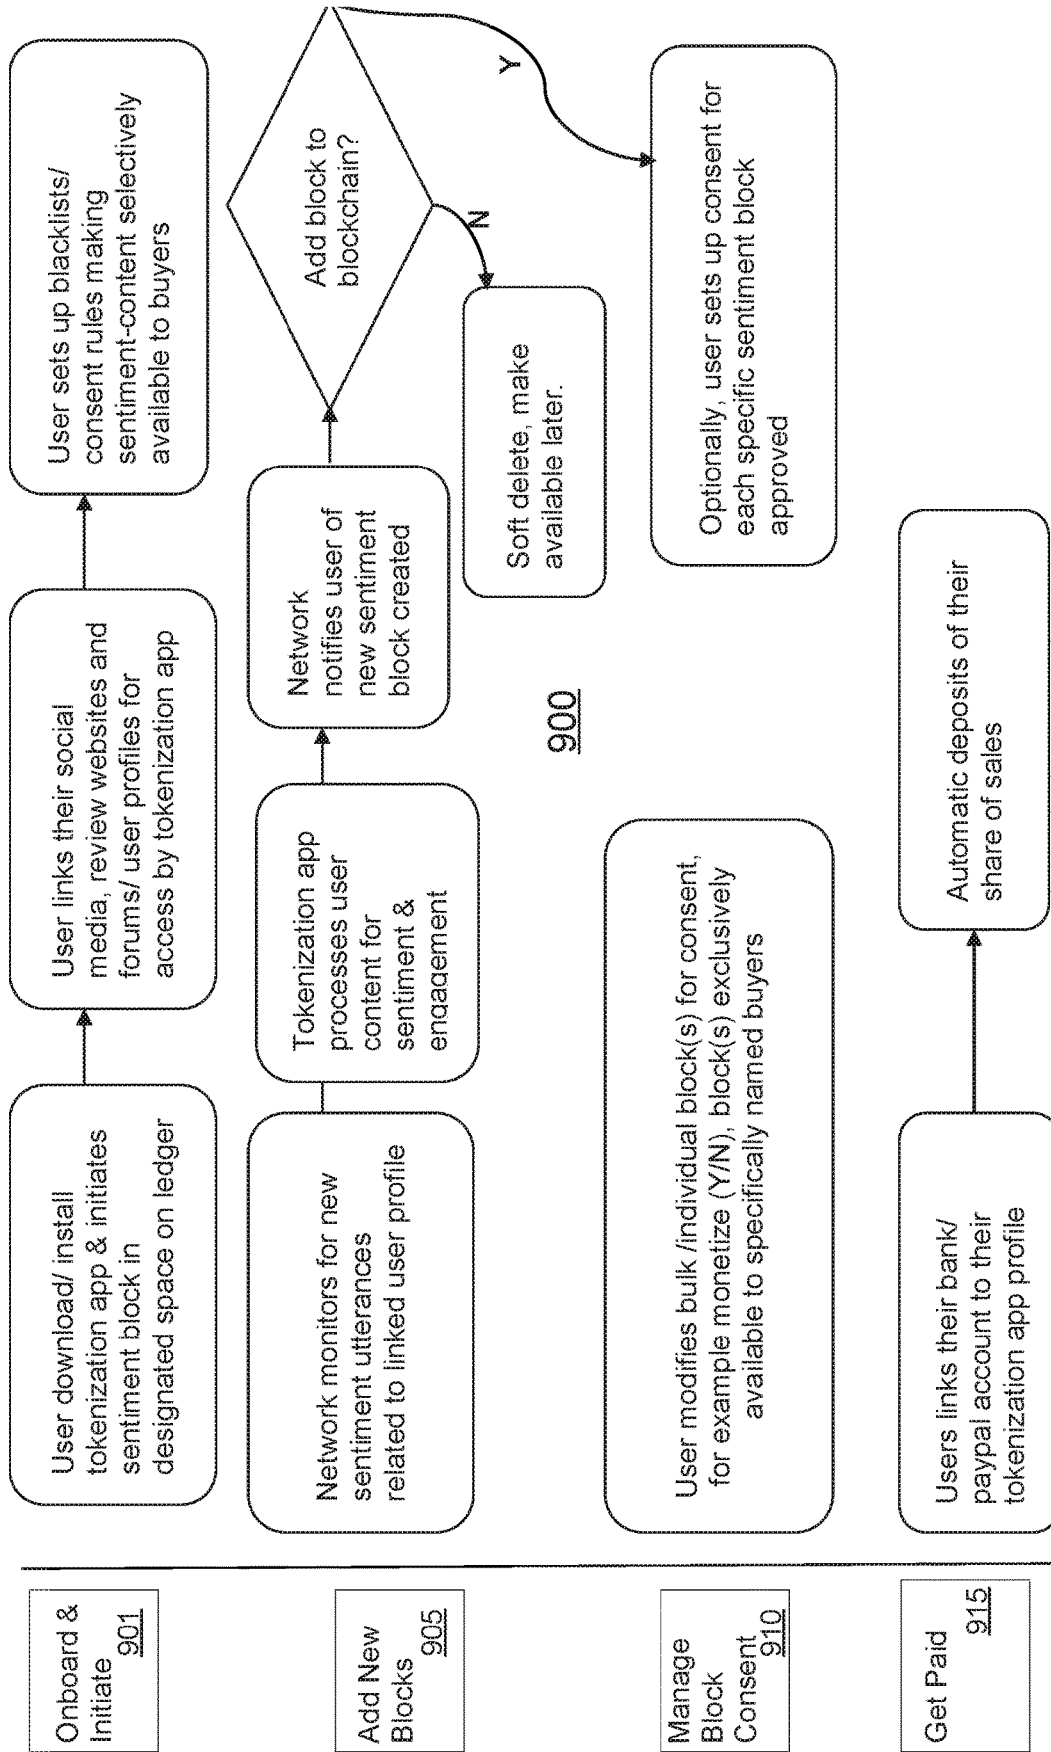 Onboard &
Initiate
901
User download/ install
tokenization app & initiates
sentiment block in
designated space on ledger
User links their social
media, review websites and
forums/ user profiles for
access by tokenization app
User sets up blacklists/
consent rules making
sentiment-content selectively
available to buyers
Add New
Blocks
905
Network monitors for new
sentiment utterances
related to linked user profile
Tokenization app
processes user
content for
sentiment &
engagement
Network
notifies user of
new sentiment
block created
Add block to
blockchain?
N
Y
Soft delete, make
available later.
Optionally, user sets up consent for
each specific sentiment block
approved
900
Manage
Block
Consent
910
User modifies bulk /individual block(s) for consent,
for example monetize (Y/N), block(s) exclusively
available to specifically named buyers
Get Paid
915
Users links their bank/
paypal account to their
tokenization app profile
Automatic deposits of their
share of sales